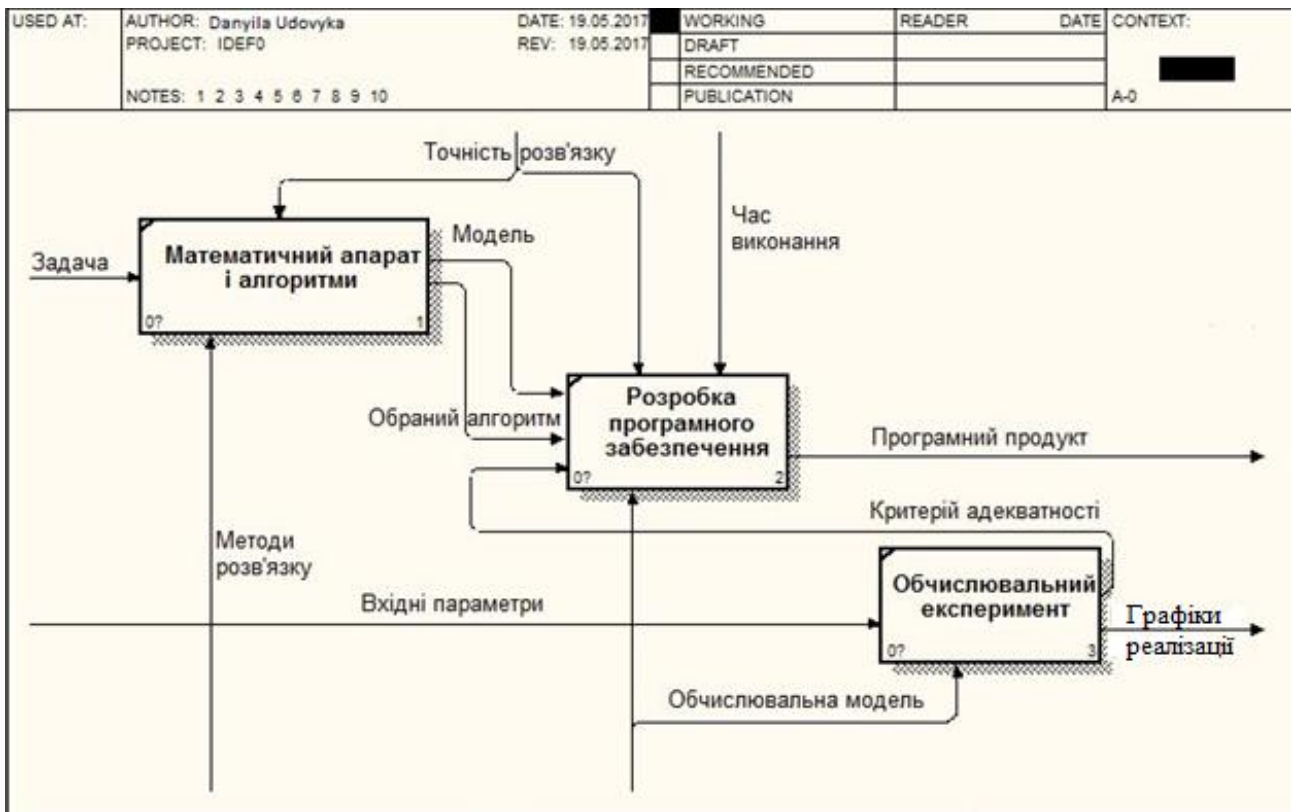 USED AT:
AUTHOR: Danyila Udovyka
DATE: 19.05.2017
WORKING
READER
DATE
CONTEXT:
PROJECT: IDEF0
REV: 19.05.2017
DRAFT
RECOMMENDED
NOTES: 1 2 3 4 5 6 7 8 9 10
PUBLICATION
A-0
Точність розв'язку
Час
виконання
Задача
Математичний апарат
і алгоритми
0?
1
Модель
Обраний алгоритм
Розробка
програмного
забезпечення
0?
2
Програмний продукт
Критерій адекватності
Методи
розв'язку
Вхідні параметри
Обчислювальний
експеримент
0?
3
Графіки
реалізації
Обчислювальна модель